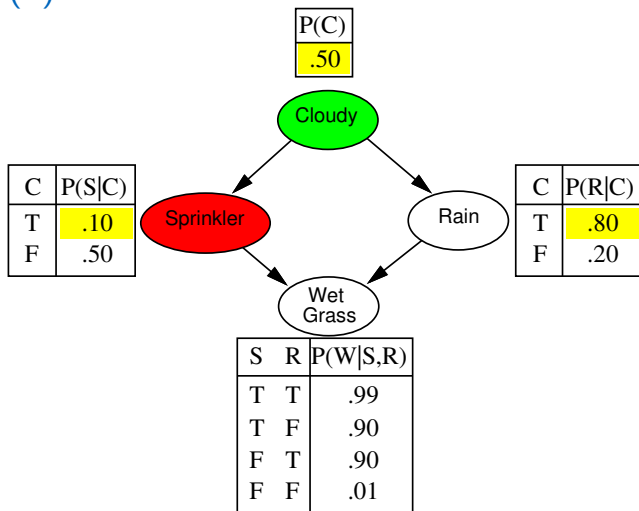 P(C)
.50
Cloudy
C P(S|C)
T .10
F .50
Sprinkler
Rain
C P(R|C)
T .80
F .20
Wet
Grass
S R P(W|S,R)
T T .99
T F .90
F T .90
F F .01